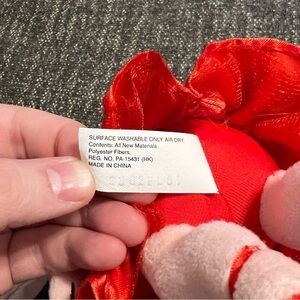 SURFACE WASHABLE ONLY. AIR DRY.
Contents: All New Materials
Polyester Fibers.
REG. NO. PA-15431 (HK)
MADE IN CHINA